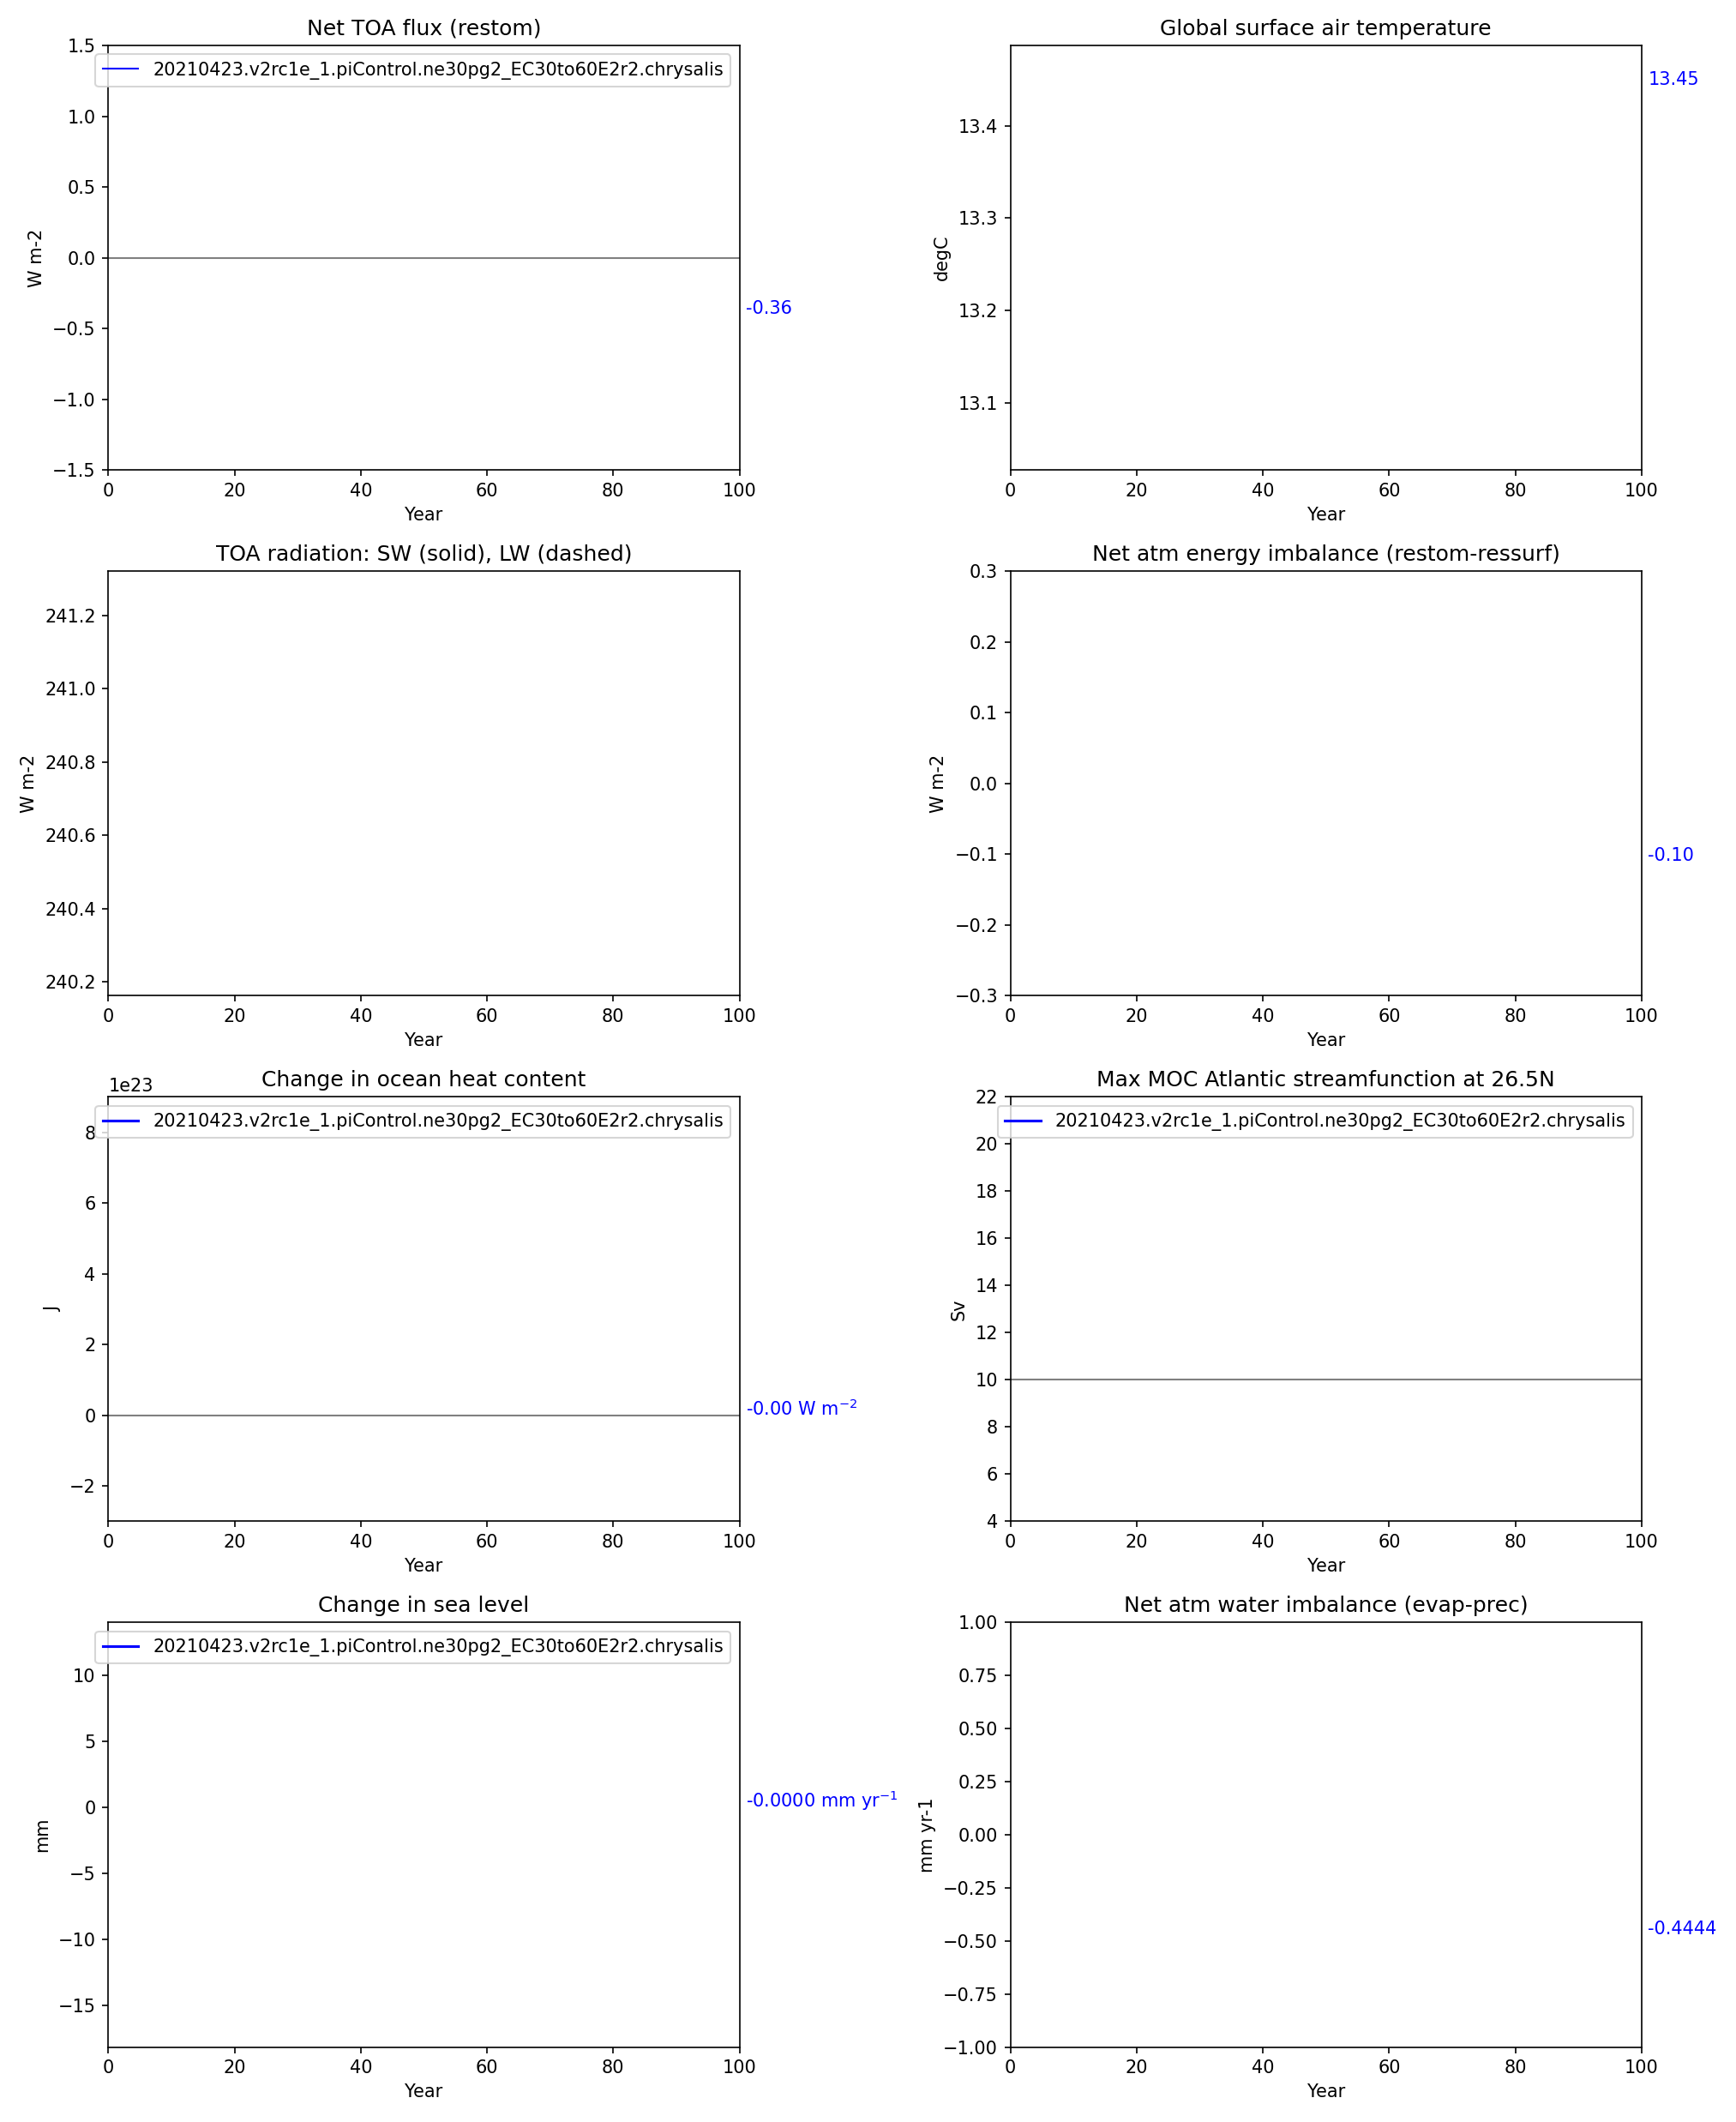 Net TOA flux (restom)
20210423.v2rc1e_1.piControl.ne30pg2_EC30to60E2r2.chrysalis
W m-2
1.5
1.0
0.5
0.0
−0.5
−1.0
−1.5
0 20 40 60 80 100
Year
-0.36
Global surface air temperature
degC
13.4
13.3
13.2
13.1
0 20 40 60 80 100
Year
13.45
TOA radiation: SW (solid), LW (dashed)
W m-2
241.2
241.0
240.8
240.6
240.4
240.2
0 20 40 60 80 100
Year
Net atm energy imbalance (restom-ressurf)
W m-2
0.3
0.2
0.1
0.0
−0.1
−0.2
−0.3
0 20 40 60 80 100
Year
-0.10
Change in ocean heat content
1e23
20210423.v2rc1e_1.piControl.ne30pg2_EC30to60E2r2.chrysalis
J
8
6
4
2
0
−2
0 20 40 60 80 100
Year
-0.00 W m⁻²
Max MOC Atlantic streamfunction at 26.5N
20210423.v2rc1e_1.piControl.ne30pg2_EC30to60E2r2.chrysalis
Sv
22
20
18
16
14
12
10
8
6
4
0 20 40 60 80 100
Year
Change in sea level
20210423.v2rc1e_1.piControl.ne30pg2_EC30to60E2r2.chrysalis
mm
10
5
0
−5
−10
−15
0 20 40 60 80 100
Year
-0.0000 mm yr⁻¹
Net atm water imbalance (evap-prec)
mm yr-1
1.00
0.75
0.50
0.25
0.00
−0.25
−0.50
−0.75
−1.00
0 20 40 60 80 100
Year
-0.4444